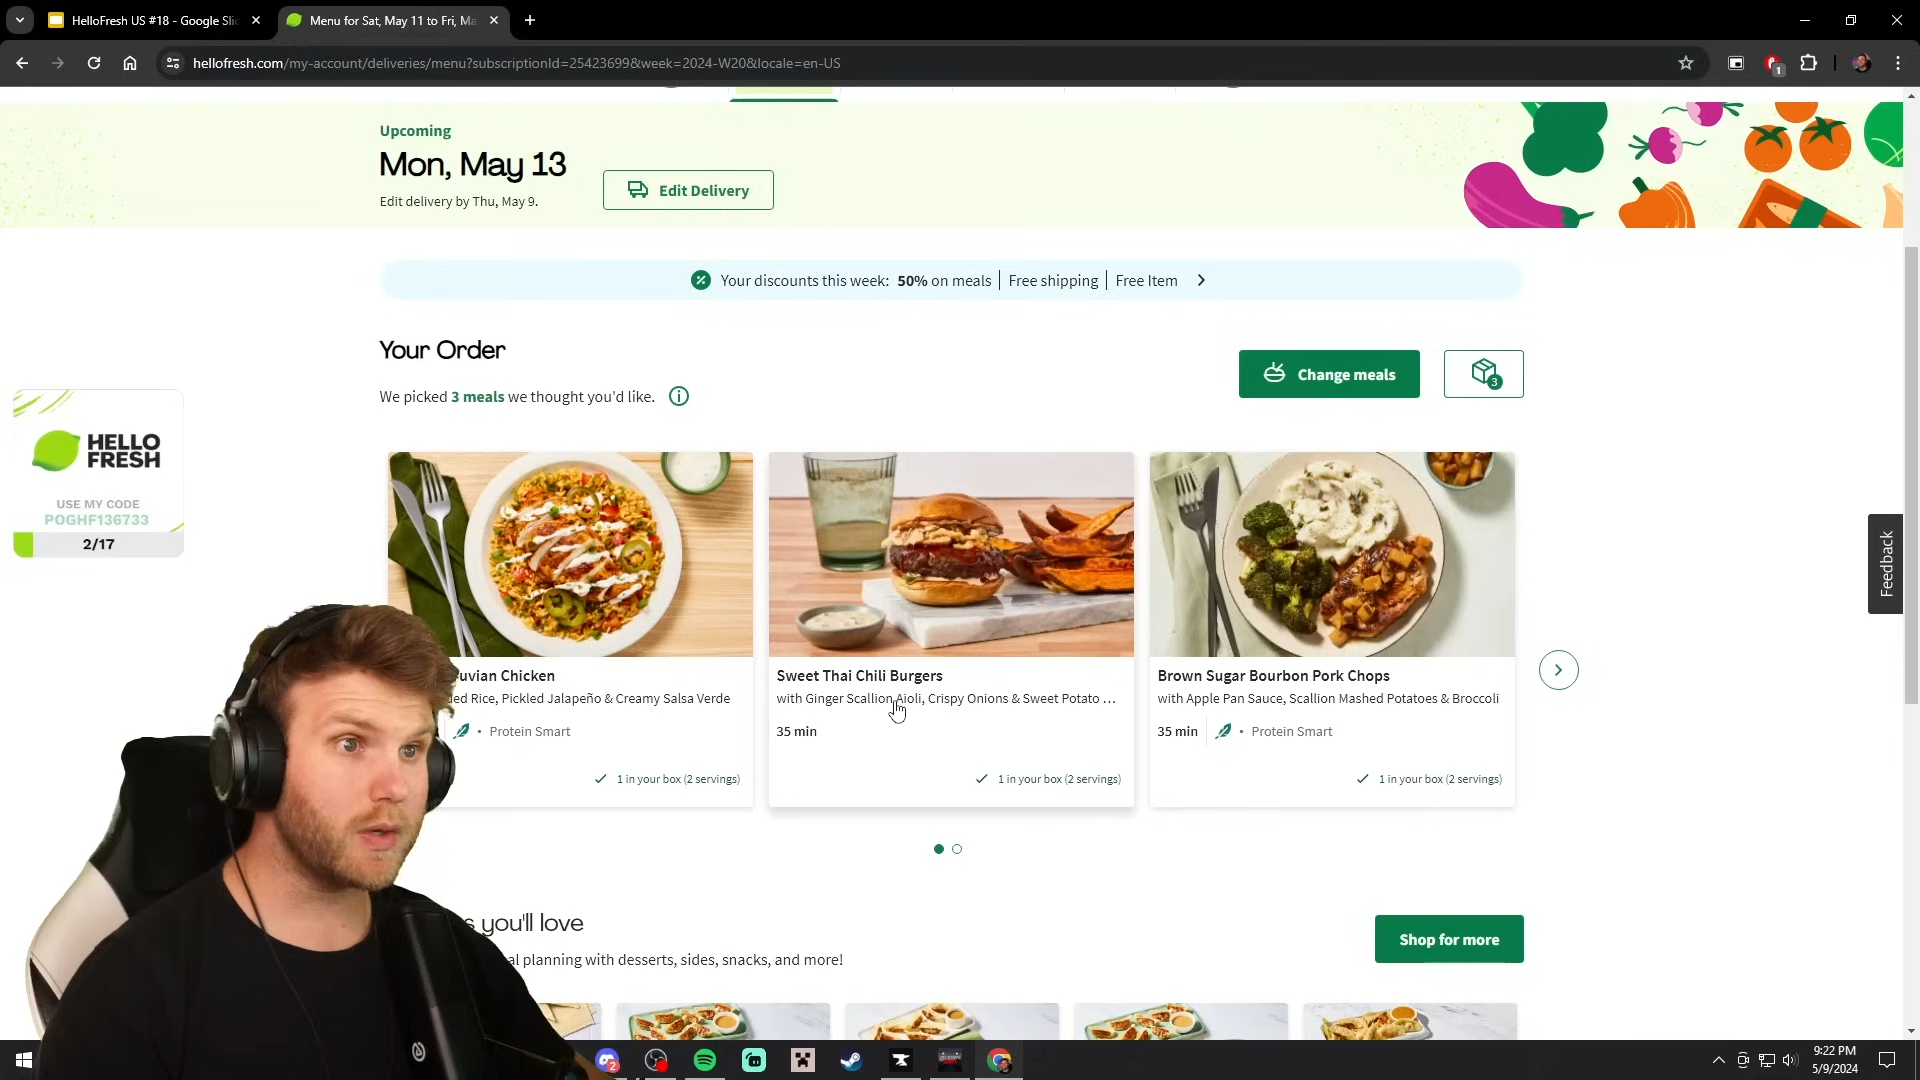 HelloFresh US #18 - Google Sli
Menu for Sat, May 11 to Fri, Ma
hellofresh.com/my-account/deliveries/menu?subscriptionId=25423699&week=2024-W20&locale=en-US
1
Upcoming
Mon, May 13
Edit delivery by Thu, May 9.
Edit Delivery
Your discounts this week: 50% on meals | Free shipping | Free Item
Your Order
We picked 3 meals we thought you'd like.
Change meals
3
HELLO
FRESH
USE MY CODE
POGHF136733
2/17
uvian Chicken
ed Rice, Pickled Jalapeño & Creamy Salsa Verde
• Protein Smart
1 in your box (2 servings)
Sweet Thai Chili Burgers
with Ginger Scallion Aioli, Crispy Onions & Sweet Potato ...
35 min
1 in your box (2 servings)
Brown Sugar Bourbon Pork Chops
with Apple Pan Sauce, Scallion Mashed Potatoes & Broccoli
35 min • Protein Smart
1 in your box (2 servings)
Feedback
s you'll love
al planning with desserts, sides, snacks, and more!
Shop for more
2
9:22 PM
5/9/2024